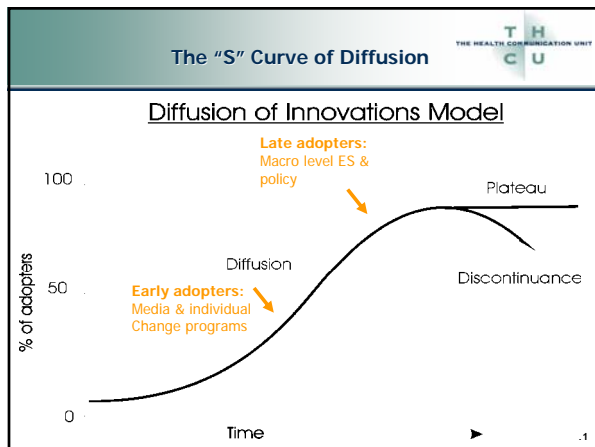 The “S” Curve of Diffusion
T H
THE HEALTH COMMUNICATION UNIT
C U
Diffusion of Innovations Model
Late adopters:
Macro level ES &
policy
100
Plateau
Diffusion
Discontinuance
50
Early adopters:
Media & individual
Change programs
% of adopters
0
Time
.1